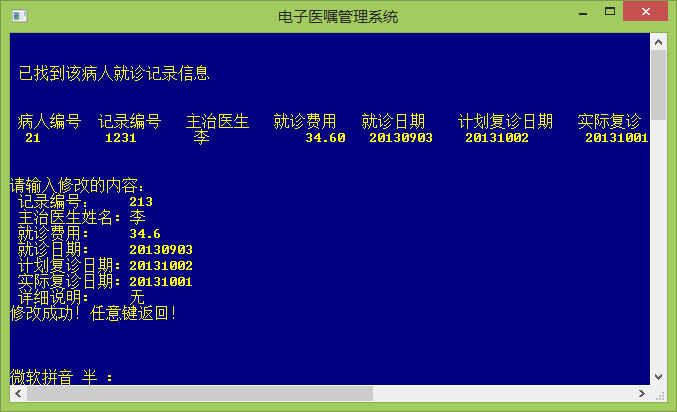 电子医嘱管理系统
已找到该病人就诊记录信息
病人编号 记录编号 主治医生 就诊费用 就诊日期 计划复诊日期 实际复诊
21 1231 李 34.60 20130903 20131002 20131001
请输入修改的内容:
记录编号: 213
主治医生姓名: 李
就诊费用: 34.6
就诊日期: 20130903
计划复诊日期: 20131002
实际复诊日期: 20131001
详细说明: 无
修改成功! 任意键返回!
微软拼音 半 :